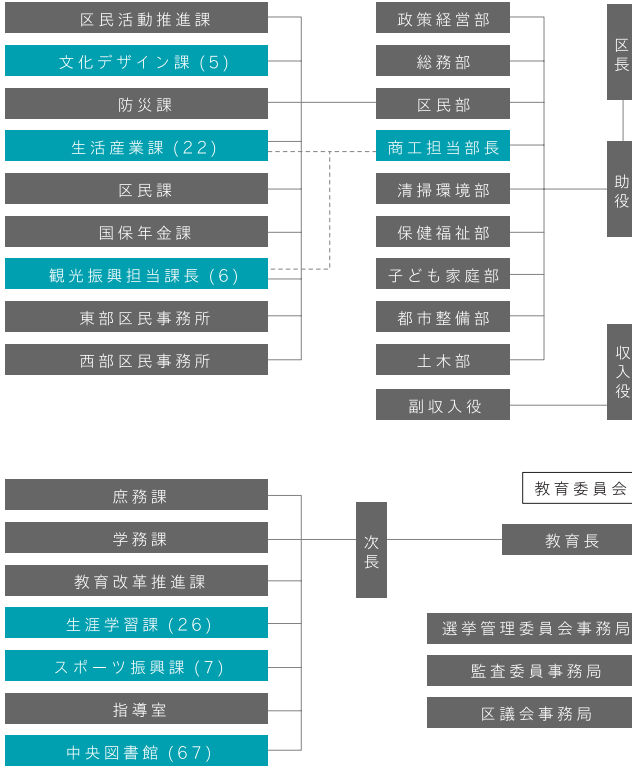 区民活動推進課
文化デザイン課 (5)
防災課
生活産業課 (22)
区民課
国保年金課
観光振興担当課長 (6)
東部区民事務所
西部区民事務所
政策経営部
総務部
区民部
商工担当部長
清掃環境部
保健福祉部
子ども家庭部
都市整備部
土木部
副収入役
区長
助役
収入役
庶務課
学務課
教育改革推進課
生涯学習課 (26)
スポーツ振興課 (7)
指導室
中央図書館 (67)
次長
教育委員会
教育長
選挙管理委員会事務局
監査委員事務局
区議会事務局